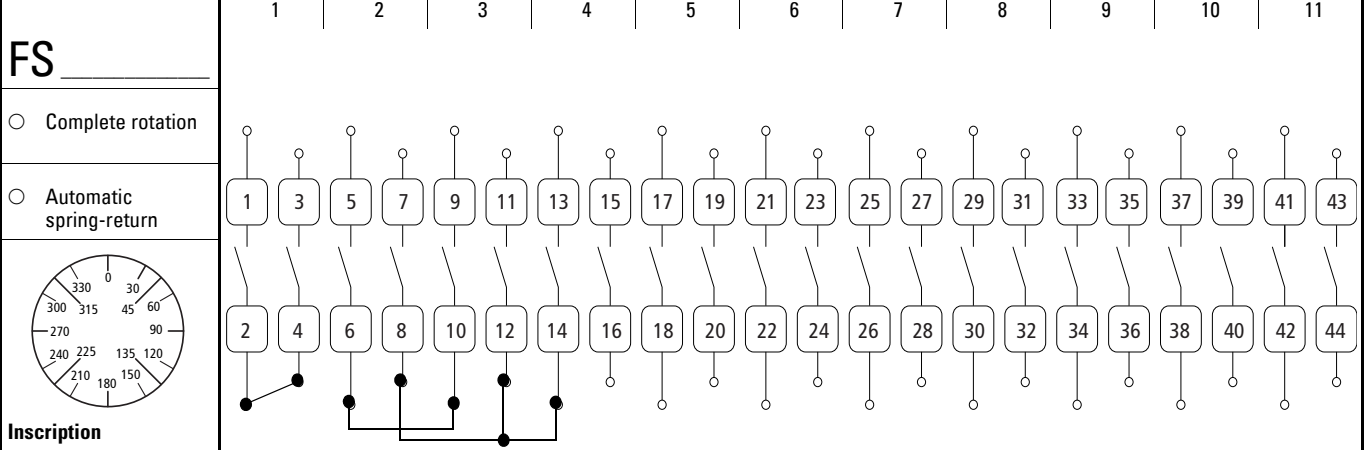 1 2 3 4 5 6 7 8 9 10 11
FS
Complete rotation
Automatic
spring-return
1 3 5 7 9 11 13 15 17 19 21 23 25 27 29 31 33 35 37 39 41 43
2 4 6 8 10 12 14 16 18 20 22 24 26 28 30 32 34 36 38 40 42 44
0
330 30
300 315 45 60
270 90
240 225 135 120
210 180 150
Inscription